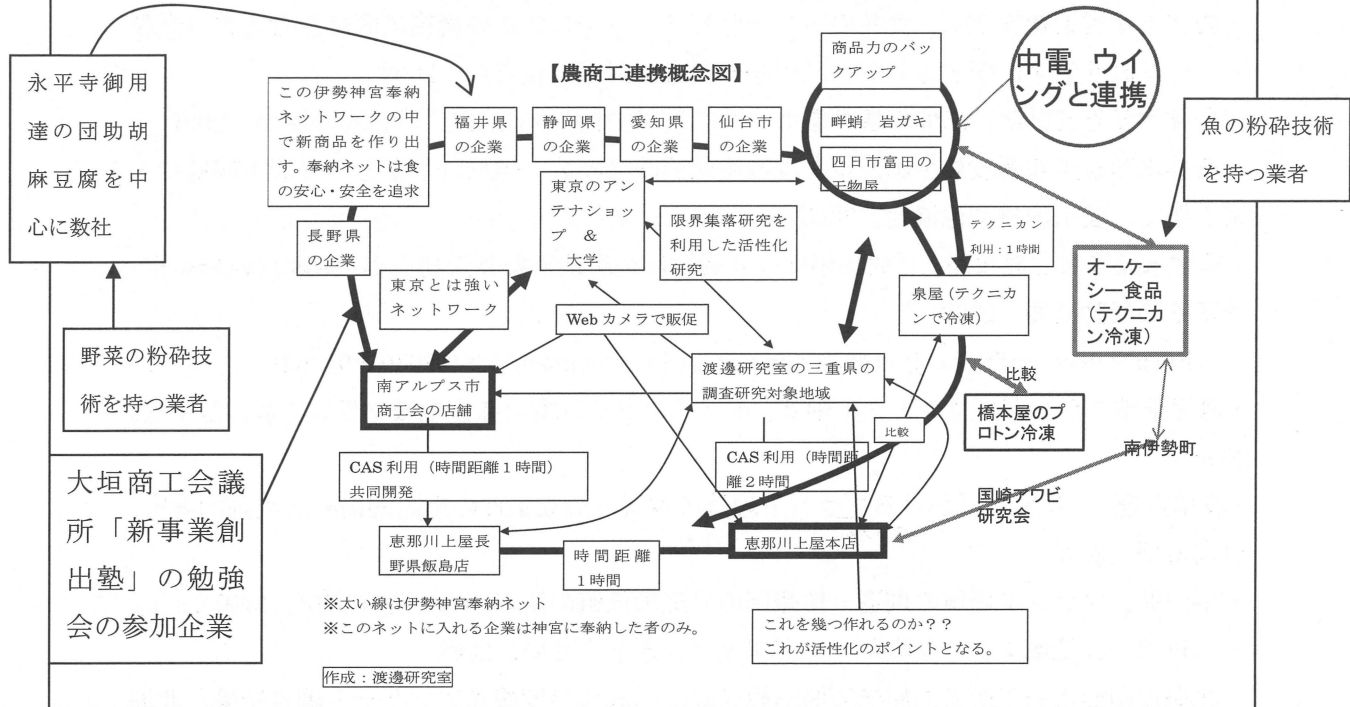 【農商工連携概念図】
永平寺御用
達の団助胡
麻豆腐を中
心に数社
この伊勢神宮奉納
ネットワークの中
で新商品を作り出
す。奉納ネットは食
の安心・安全を追求
福井県
の企業
静岡県
の企業
愛知県
の企業
仙台市
の企業
商品力のバッ
クアップ
畔蛸 岩ガキ
四日市富田の
干物屋
中電 ウイ
ングと連携
魚の粉砕技術
を持つ業者
長野県
の企業
東京のアン
テナショッ
プ &
大学
限界集落研究を
利用した活性化
研究
テクニカン
利用：1時間
オーケー
シー食品
(テクニカ
ン冷凍)
東京とは強い
ネットワーク
Web カメラで販促
泉屋(テクニカ
ンで冷凍)
野菜の粉砕技
術を持つ業者
南アルプス市
商工会の店舗
渡邊研究室の三重県の
調査研究対象地域
比較
橋本屋のプ
ロトン冷凍
比較
南伊勢町
CAS 利用（時間距離1時間）
共同開発
CAS 利用（時間距
離2時間
国崎アワビ
研究会
大垣商工会議
所「新事業創
出塾」の勉強
会の参加企業
恵那川上屋長
野県飯島店
時間距離
1時間
恵那川上屋本店
※太い線は伊勢神宮奉納ネット
※このネットに入れる企業は神宮に奉納した者のみ。
これを幾つ作れるのか？？
これが活性化のポイントとなる。
作成：渡邊研究室